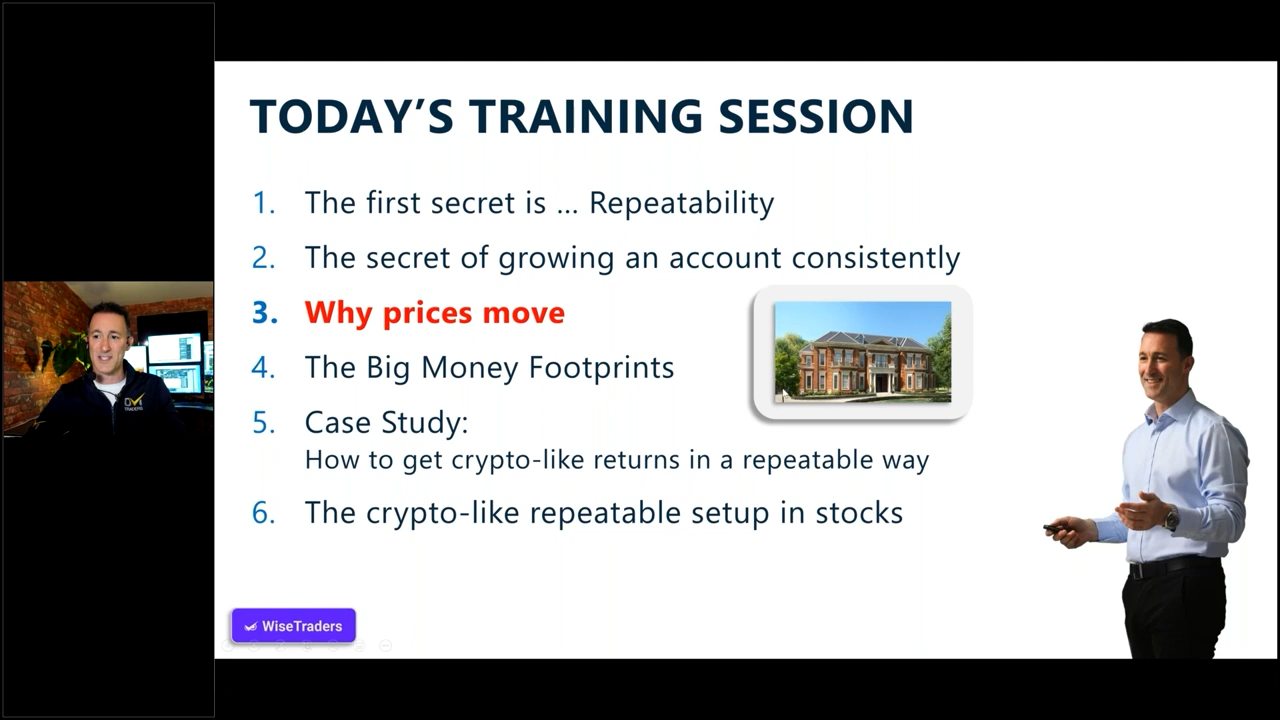 TODAY’S TRAINING SESSION
1. The first secret is ... Repeatability
2. The secret of growing an account consistently
3. Why prices move
4. The Big Money Footprints
5. Case Study:
How to get crypto-like returns in a repeatable way
6. The crypto-like repeatable setup in stocks
WiseTraders
OVI
TRADERS